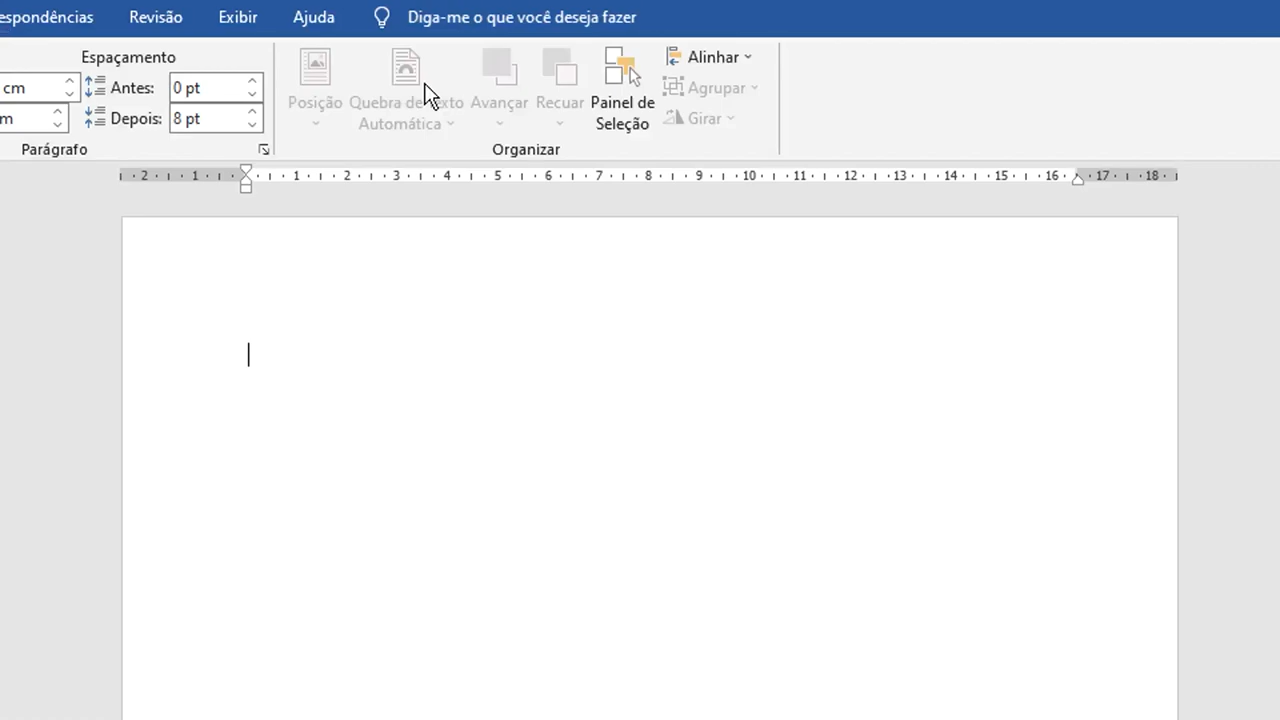 espondências Revisão Exibir Ajuda Diga-me o que você deseja fazer
Espaçamento
cm Antes: 0 pt
m Depois: 8 pt
Parágrafo
Posição
Quebra de Texto
Automática
Avançar
Recuar
Painel de
Seleção
Alinhar
Agrupar
Girar
Organizar
2 1 1 2 3 4 5 6 7 8 9 10 11 12 13 14 15 16 17 18